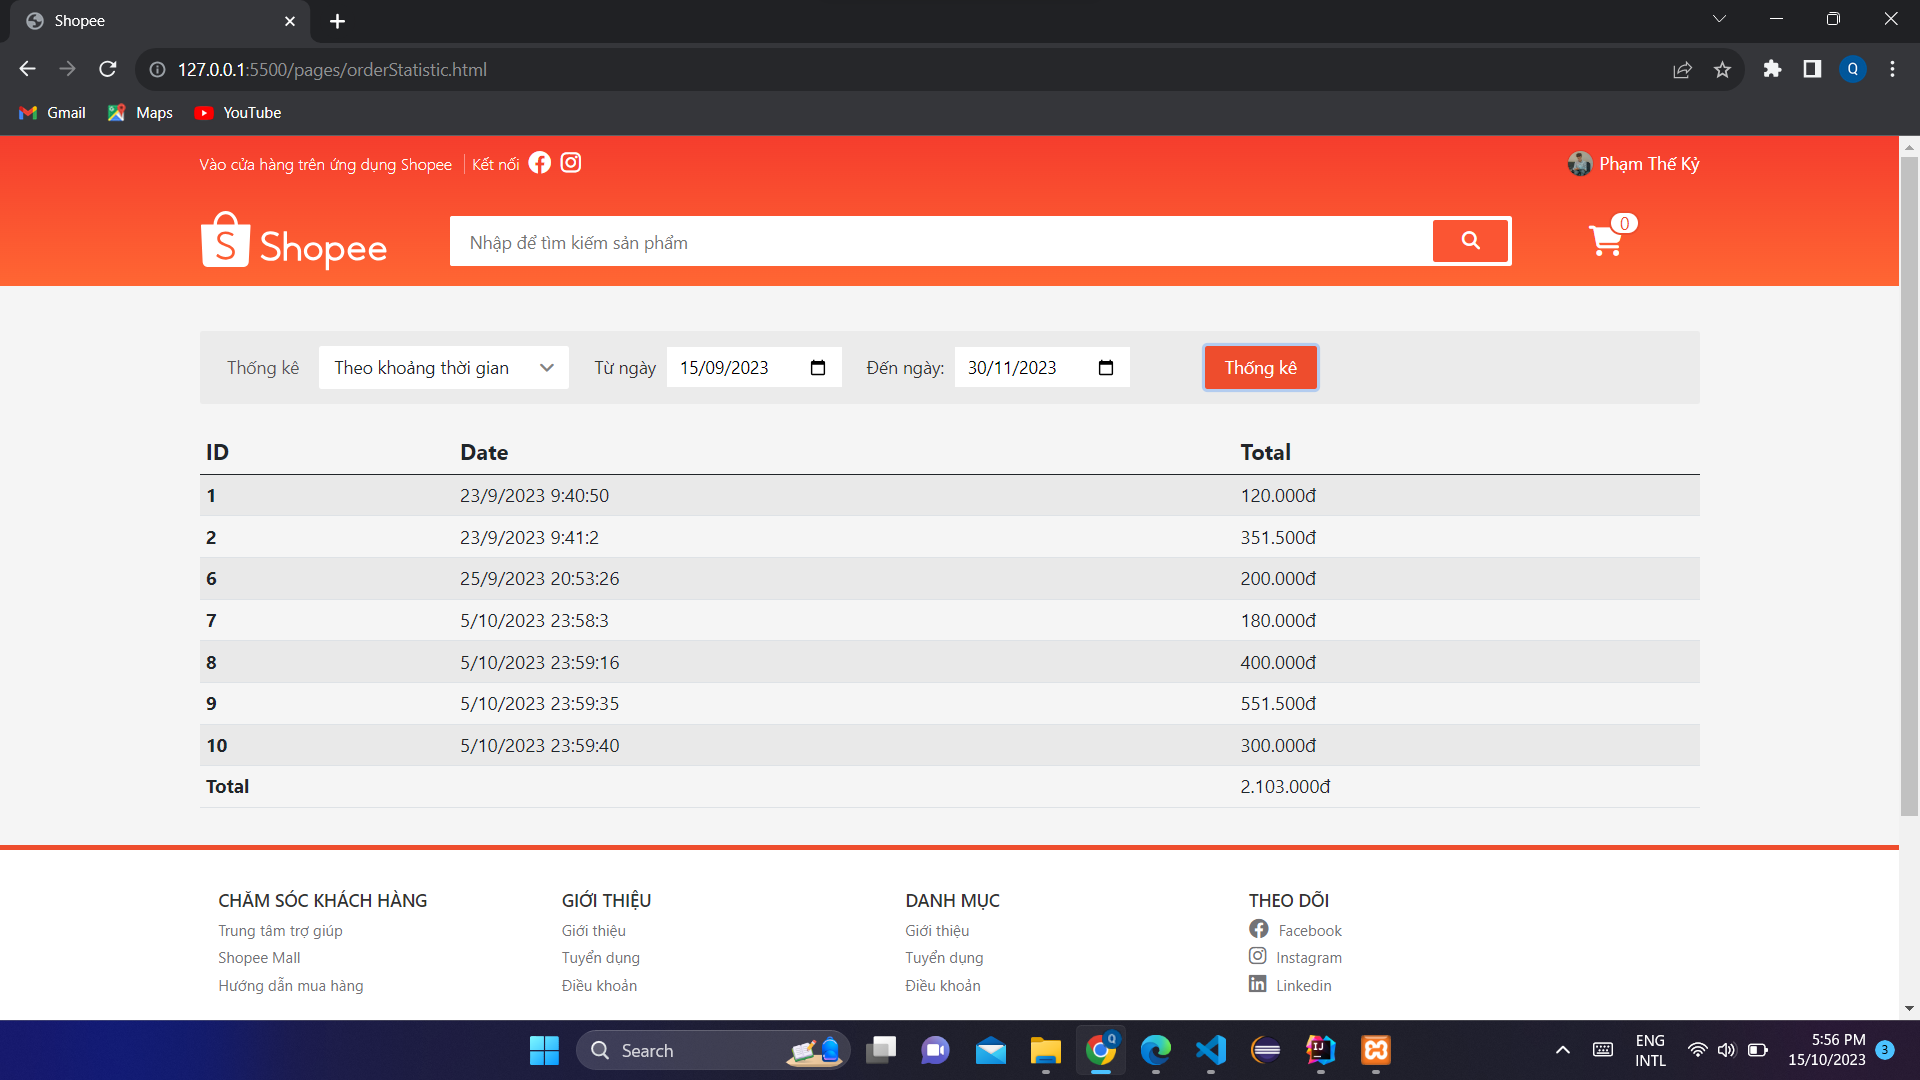 Shopee
127.0.0.1:5500/pages/orderStatistic.html
Q
Gmail Maps YouTube
Vào cửa hàng trên ứng dụng Shopee Kết nối Phạm Thế Kỷ
Shopee Nhập để tìm kiếm sản phẩm 0
Thống kê Theo khoảng thời gian Từ ngày 15/09/2023 Đến ngày: 30/11/2023 Thống kê
ID Date Total
1 23/9/2023 9:40:50 120.000đ
2 23/9/2023 9:41:2 351.500đ
6 25/9/2023 20:53:26 200.000đ
7 5/10/2023 23:58:3 180.000đ
8 5/10/2023 23:59:16 400.000đ
9 5/10/2023 23:59:35 551.500đ
10 5/10/2023 23:59:40 300.000đ
Total 2.103.000đ
CHĂM SÓC KHÁCH HÀNG GIỚI THIỆU DANH MỤC THEO DÕI
Trung tâm trợ giúp Giới thiệu Giới thiệu Facebook
Shopee Mall Tuyển dụng Tuyển dụng Instagram
Hướng dẫn mua hàng Điều khoản Điều khoản Linkedin
Search
ENG
INTL
5:56 PM
15/10/2023
3